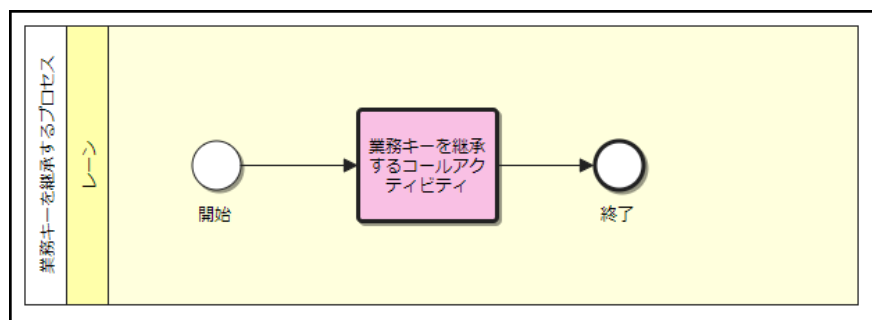 業務キーを継承するプロセス
レーン
業務キーを継承
するコールアク
ティビティ
開始
終了